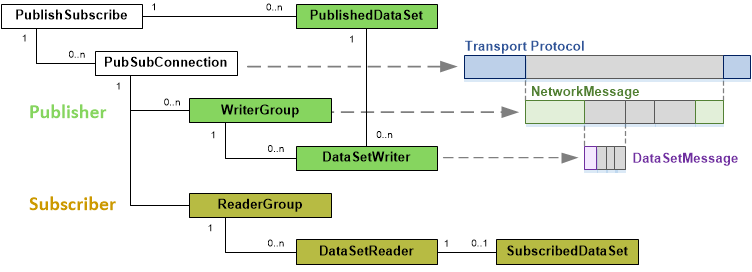 PublishSubscribe
1
0..n
PublishedDataSet
1
1
Transport Protocol
0..n
PubSubConnection
1
NetworkMessage
0..n
Publisher
WriterGroup
1
0..n
0..n
DataSetWriter
DataSetMessage
Subscriber
ReaderGroup
1
0..n
DataSetReader
1
0..1
SubscribedDataSet